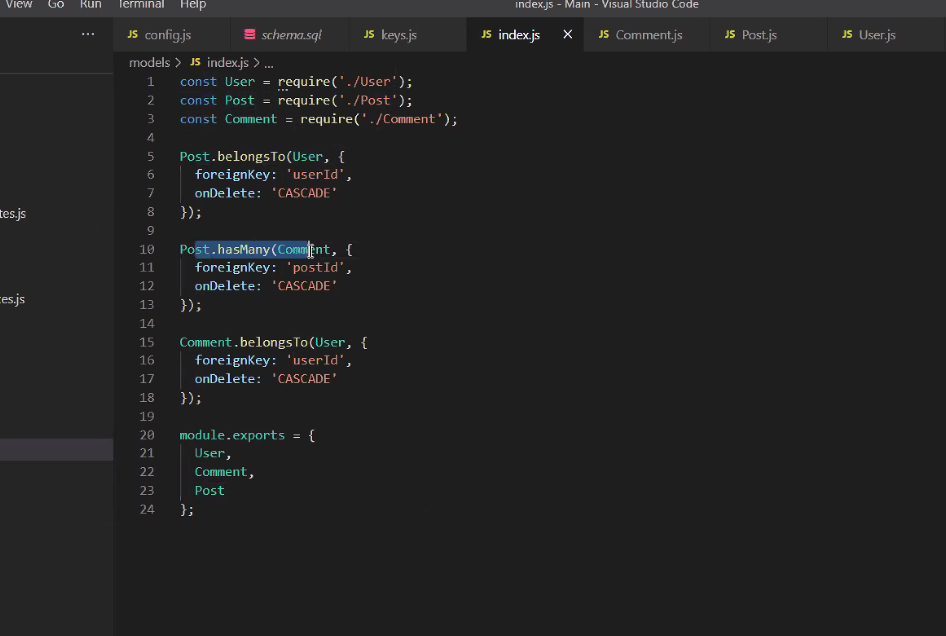 View Go Run Terminal Help
index.js - Main - Visual Studio Code
... JS config.js schema.sql JS keys.js JS index.js × JS Comment.js JS Post.js JS User.js
models > JS index.js > ...
1 const User = require('./User');
2 const Post = require('./Post');
3 const Comment = require('./Comment');
4
5 Post.belongsTo(User, {
6 foreignKey: 'userId',
tes.js
7 onDelete: 'CASCADE'
8 });
9
10 Post.hasMany(Comment, {
11 foreignKey: 'postId',
12 onDelete: 'CASCADE'
es.js
13 });
14
15 Comment.belongsTo(User, {
16 foreignKey: 'userId',
17 onDelete: 'CASCADE'
18 });
19
20 module.exports = {
21 User,
22 Comment,
23 Post
24 };